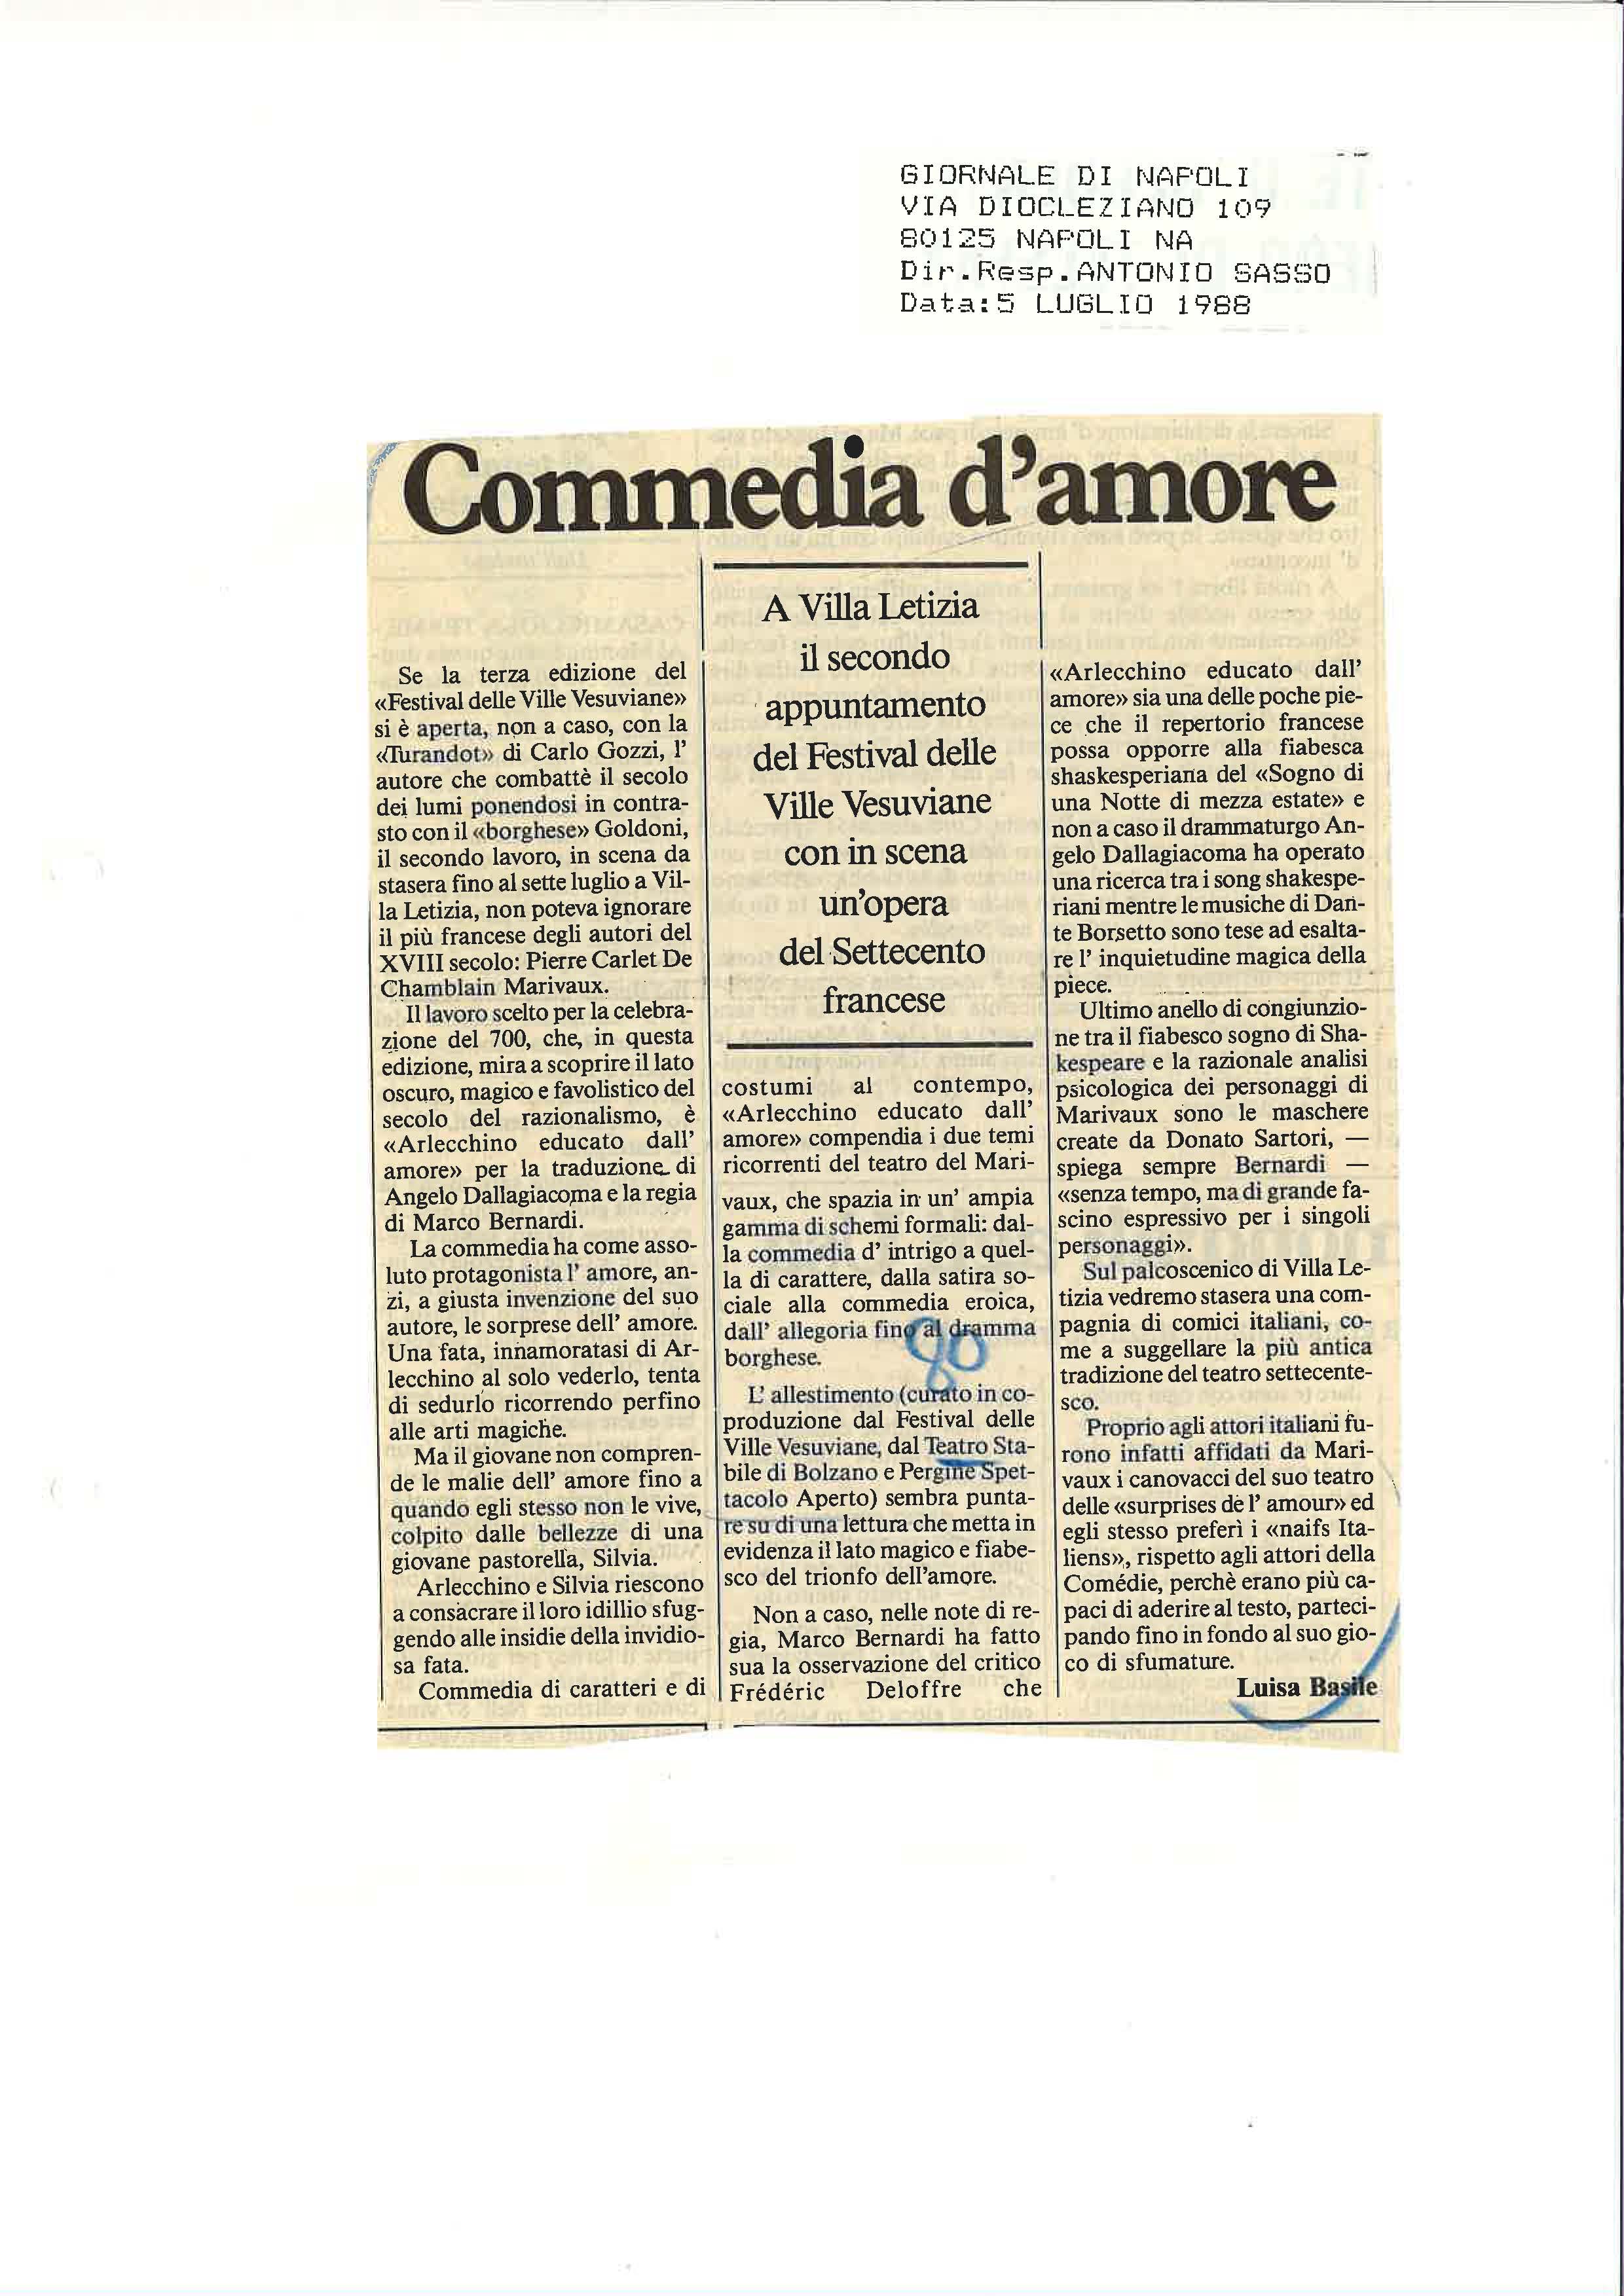 GIORNALE DI NAPOLI
VIA DIOCLEZIANO 109
80125 NAPOLI NA
Dir.Resp.ANTONIO SASSO
Data:5 LUGLIO 1988
Commedia d'amore
Se la terza edizione del
«Festival delle Ville Vesuviane»
si è aperta, non a caso, con la
«Turandot» di Carlo Gozzi, l'
autore che combattè il secolo
dei lumi ponendosi in contra-
sto con il «borghese» Goldoni,
il secondo lavoro, in scena da
stasera fino al sette luglio a Vil-
la Letizia, non poteva ignorare
il più francese degli autori del
XVIII secolo: Pierre Carlet De
Chamblain Marivaux.
Il lavoro scelto per la celebra-
zione del 700, che, in questa
edizione, mira a scoprire il lato
oscuro, magico e favolistico del
secolo del razionalismo, è
«Arlecchino educato dall'
amore» per la traduzione di
Angelo Dallagiacoma e la regia
di Marco Bernardi.
La commedia ha come asso-
luto protagonista l' amore, an-
zi, a giusta invenzione del suo
autore, le sorprese dell' amore.
Una fata, innamoratasi di Ar-
lecchino al solo vederlo, tenta
di sedurlo ricorrendo perfino
alle arti magiche.
Ma il giovane non compren-
de le malie dell' amore fino a
quando egli stesso non le vive,
colpito dalle bellezze di una
giovane pastorella, Silvia.
Arlecchino e Silvia riescono
a consacrare il loro idillio sfug-
gendo alle insidie della invidio-
sa fata.
Commedia di caratteri e di
A Villa Letizia
il secondo
appuntamento
del Festival delle
Ville Vesuviane
con in scena
un'opera
del Settecento
francese
costumi al contempo,
«Arlecchino educato dall'
amore» compendia i due temi
ricorrenti del teatro del Mari-
vaux, che spazia in un' ampia
gamma di schemi formali: dal-
la commedia d' intrigo a quel-
la di carattere, dalla satira so-
ciale alla commedia eroica,
dall' allegoria fino al dramma
borghese.
90
L' allestimento (curato in co-
produzione dal Festival delle
Ville Vesuviane, dal Teatro Sta-
bile di Bolzano e Pergine Spet-
tacolo Aperto) sembra punta-
re su di una lettura che metta in
evidenza il lato magico e fiabe-
sco del trionfo dell'amore.
Non a caso, nelle note di re-
gia, Marco Bernardi ha fatto
sua la osservazione del critico
Frédéric Deloffre che
«Arlecchino educato dall'
amore» sia una delle poche pie-
ce che il repertorio francese
possa opporre alla fiabesca
shaskesperiana del «Sogno di
una Notte di mezza estate» e
non a caso il drammaturgo An-
gelo Dallagiacoma ha operato
una ricerca tra i song shakespe-
riani mentre le musiche di Dan-
te Borsetto sono tese ad esalta-
re l' inquietudine magica della
piece.
Ultimo anello di congiunzio-
ne tra il fiabesco sogno di Sha-
kespeare e la razionale analisi
psicologica dei personaggi di
Marivaux sono le maschere
create da Donato Sartori, —
spiega sempre Bernardi —
«senza tempo, ma di grande fa-
scino espressivo per i singoli
personaggi».
Sul palcoscenico di Villa Le-
tizia vedremo stasera una com-
pagnia di comici italiani, co-
me a suggellare la più antica
tradizione del teatro settecente-
sco.
Proprio agli attori italiani fu-
rono infatti affidati da Mari-
vaux i canovacci del suo teatro
delle «surprises de l' amour» ed
egli stesso preferì i «naifs Ita-
liens», rispetto agli attori della
Comédie, perchè erano più ca-
paci di aderire al testo, parteci-
pando fino in fondo al suo gio-
co di sfumature.
Luisa Basile